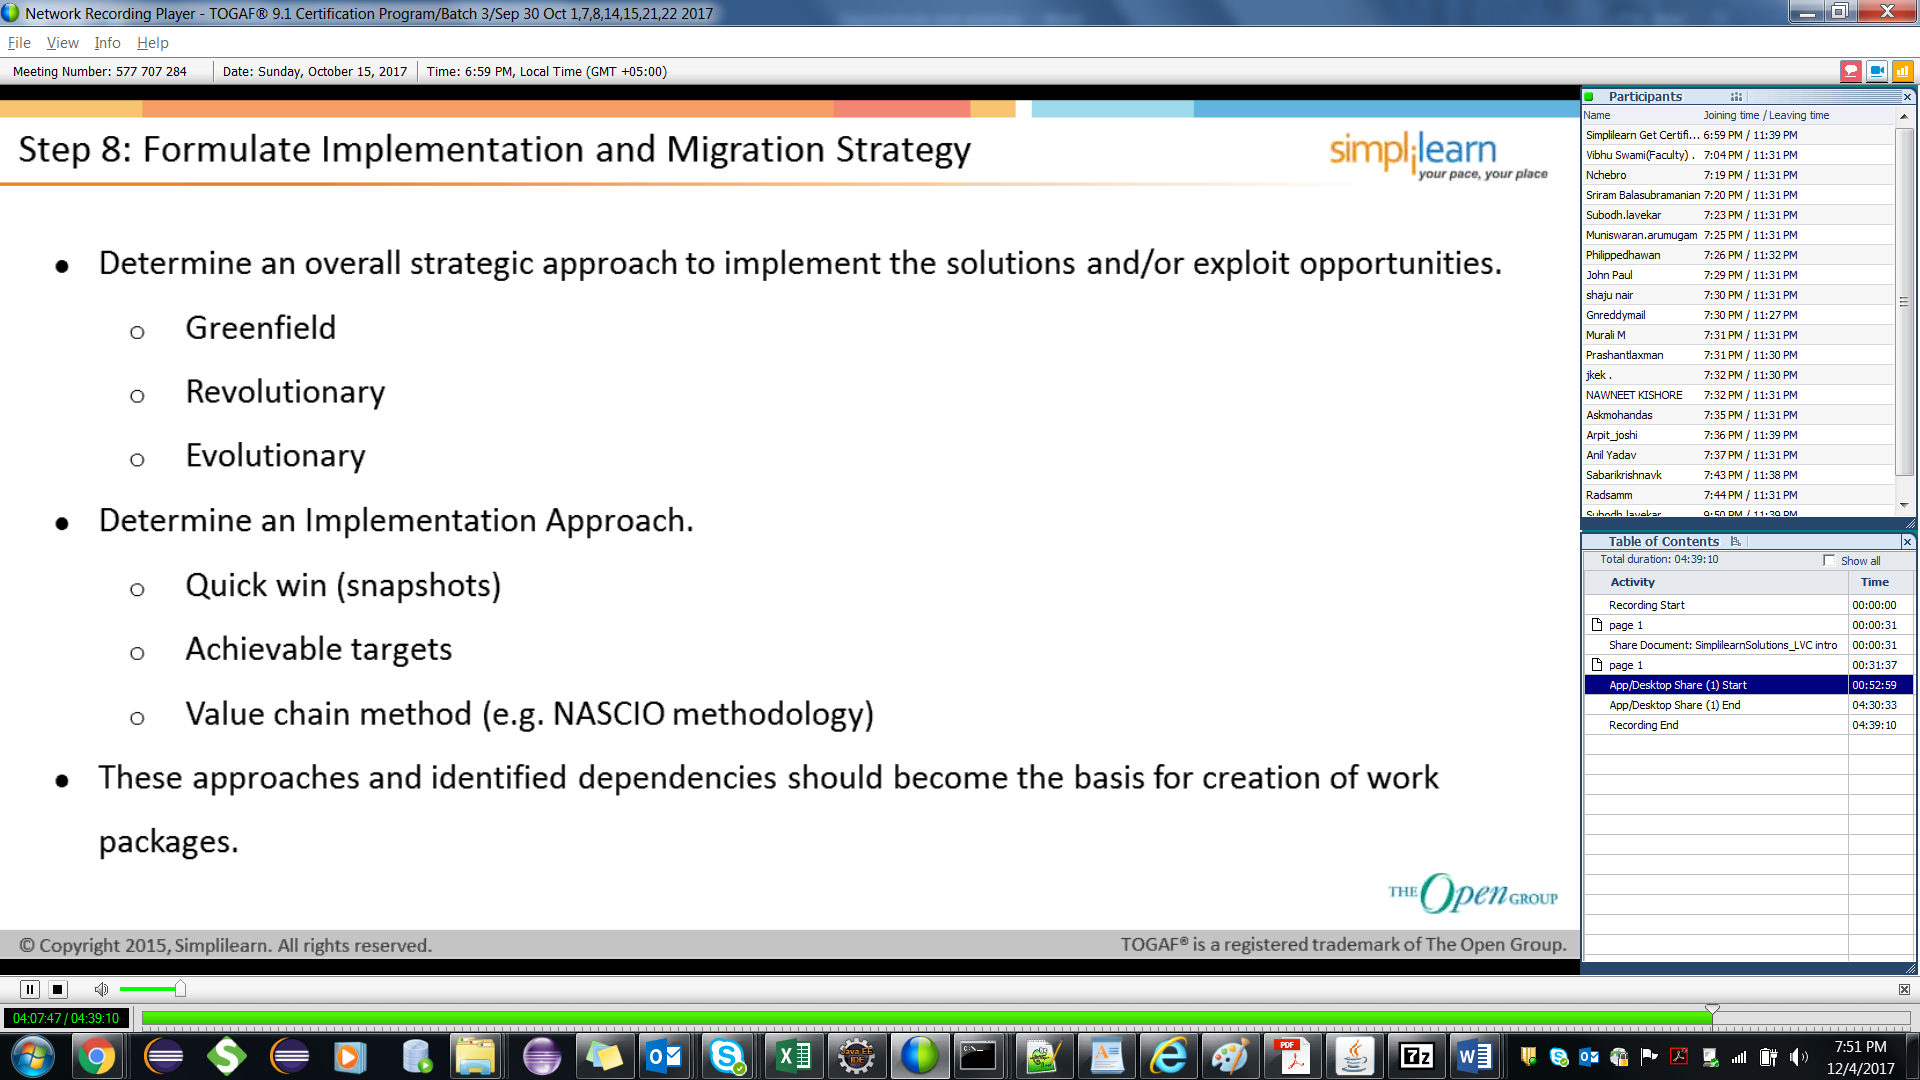 Network Recording Player - TOGAF® 9.1 Certification Program/Batch 3/Sep 30 Oct 1,7,8,14,15,21,22 2017
File View Info Help
Meeting Number: 577 707 284 Date: Sunday, October 15, 2017 Time: 6:59 PM, Local Time (GMT +05:00)
Step 8: Formulate Implementation and Migration Strategy
simplilearn
your pace, your place
● Determine an overall strategic approach to implement the solutions and/or exploit opportunities.
o Greenfield
o Revolutionary
o Evolutionary
● Determine an Implementation Approach.
o Quick win (snapshots)
o Achievable targets
o Value chain method (e.g. NASCIO methodology)
● These approaches and identified dependencies should become the basis for creation of work
packages.
THE Open GROUP
© Copyright 2015, Simplilearn. All rights reserved.
TOGAF® is a registered trademark of The Open Group.
Participants
Name Joining time / Leaving time
Simplilearn Get Certifi... 6:59 PM / 11:39 PM
Vibhu Swami(Faculty) . 7:04 PM / 11:31 PM
Nchebro 7:19 PM / 11:31 PM
Sriram Balasubramanian 7:20 PM / 11:31 PM
Subodh.lavekar 7:23 PM / 11:31 PM
Muniswaran.arumugam 7:25 PM / 11:31 PM
Philippedhawan 7:26 PM / 11:32 PM
John Paul 7:29 PM / 11:31 PM
shaju nair 7:30 PM / 11:31 PM
Gnreddymail 7:30 PM / 11:27 PM
Murali M 7:31 PM / 11:31 PM
Prashantlaxman 7:31 PM / 11:30 PM
jkek . 7:32 PM / 11:30 PM
NAWNEET KISHORE 7:32 PM / 11:31 PM
Askmohandas 7:35 PM / 11:31 PM
Arpit_joshi 7:36 PM / 11:39 PM
Anil Yadav 7:37 PM / 11:31 PM
Sabarikrishnavk 7:43 PM / 11:38 PM
Radsamm 7:44 PM / 11:31 PM
Subodh.lavekar 9:50 PM / 11:39 PM
Table of Contents
Total duration: 04:39:10 Show all
Activity Time
Recording Start 00:00:00
page 1 00:00:31
Share Document: SimplilearnSolutions_LVC intro 00:00:31
page 1 00:31:37
App/Desktop Share (1) Start 00:52:59
App/Desktop Share (1) End 04:30:33
Recording End 04:39:10
04:07:47 / 04:39:10
Java EE
IDE
PDF
7z
7:51 PM
12/4/2017